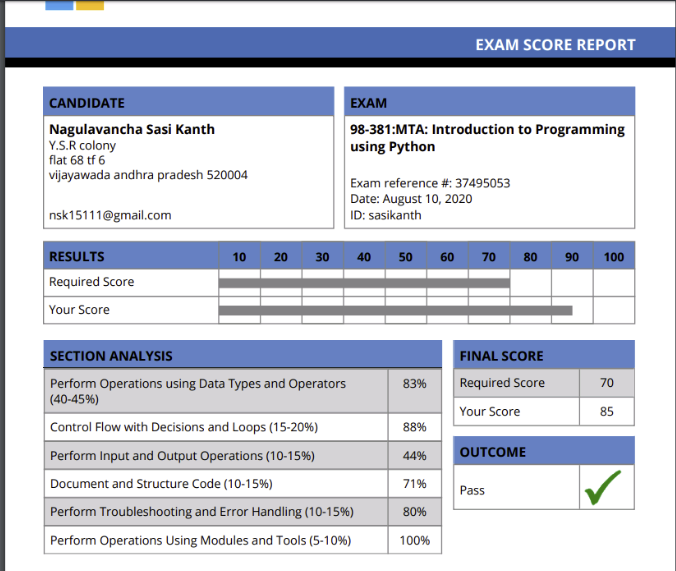 EXAM SCORE REPORT
CANDIDATE
Nagulavancha Sasi Kanth
Y.S.R colony
flat 68 tf 6
vijayawada andhra pradesh 520004
nsk15111@gmail.com
EXAM
98-381:MTA: Introduction to Programming
using Python
Exam reference #: 37495053
Date: August 10, 2020
ID: sasikanth
RESULTS 10 20 30 40 50 60 70 80 90 100
Required Score
Your Score
SECTION ANALYSIS
Perform Operations using Data Types and Operators
(40-45%) 83%
Control Flow with Decisions and Loops (15-20%) 88%
Perform Input and Output Operations (10-15%) 44%
Document and Structure Code (10-15%) 71%
Perform Troubleshooting and Error Handling (10-15%) 80%
Perform Operations Using Modules and Tools (5-10%) 100%
FINAL SCORE
Required Score 70
Your Score 85
OUTCOME
Pass